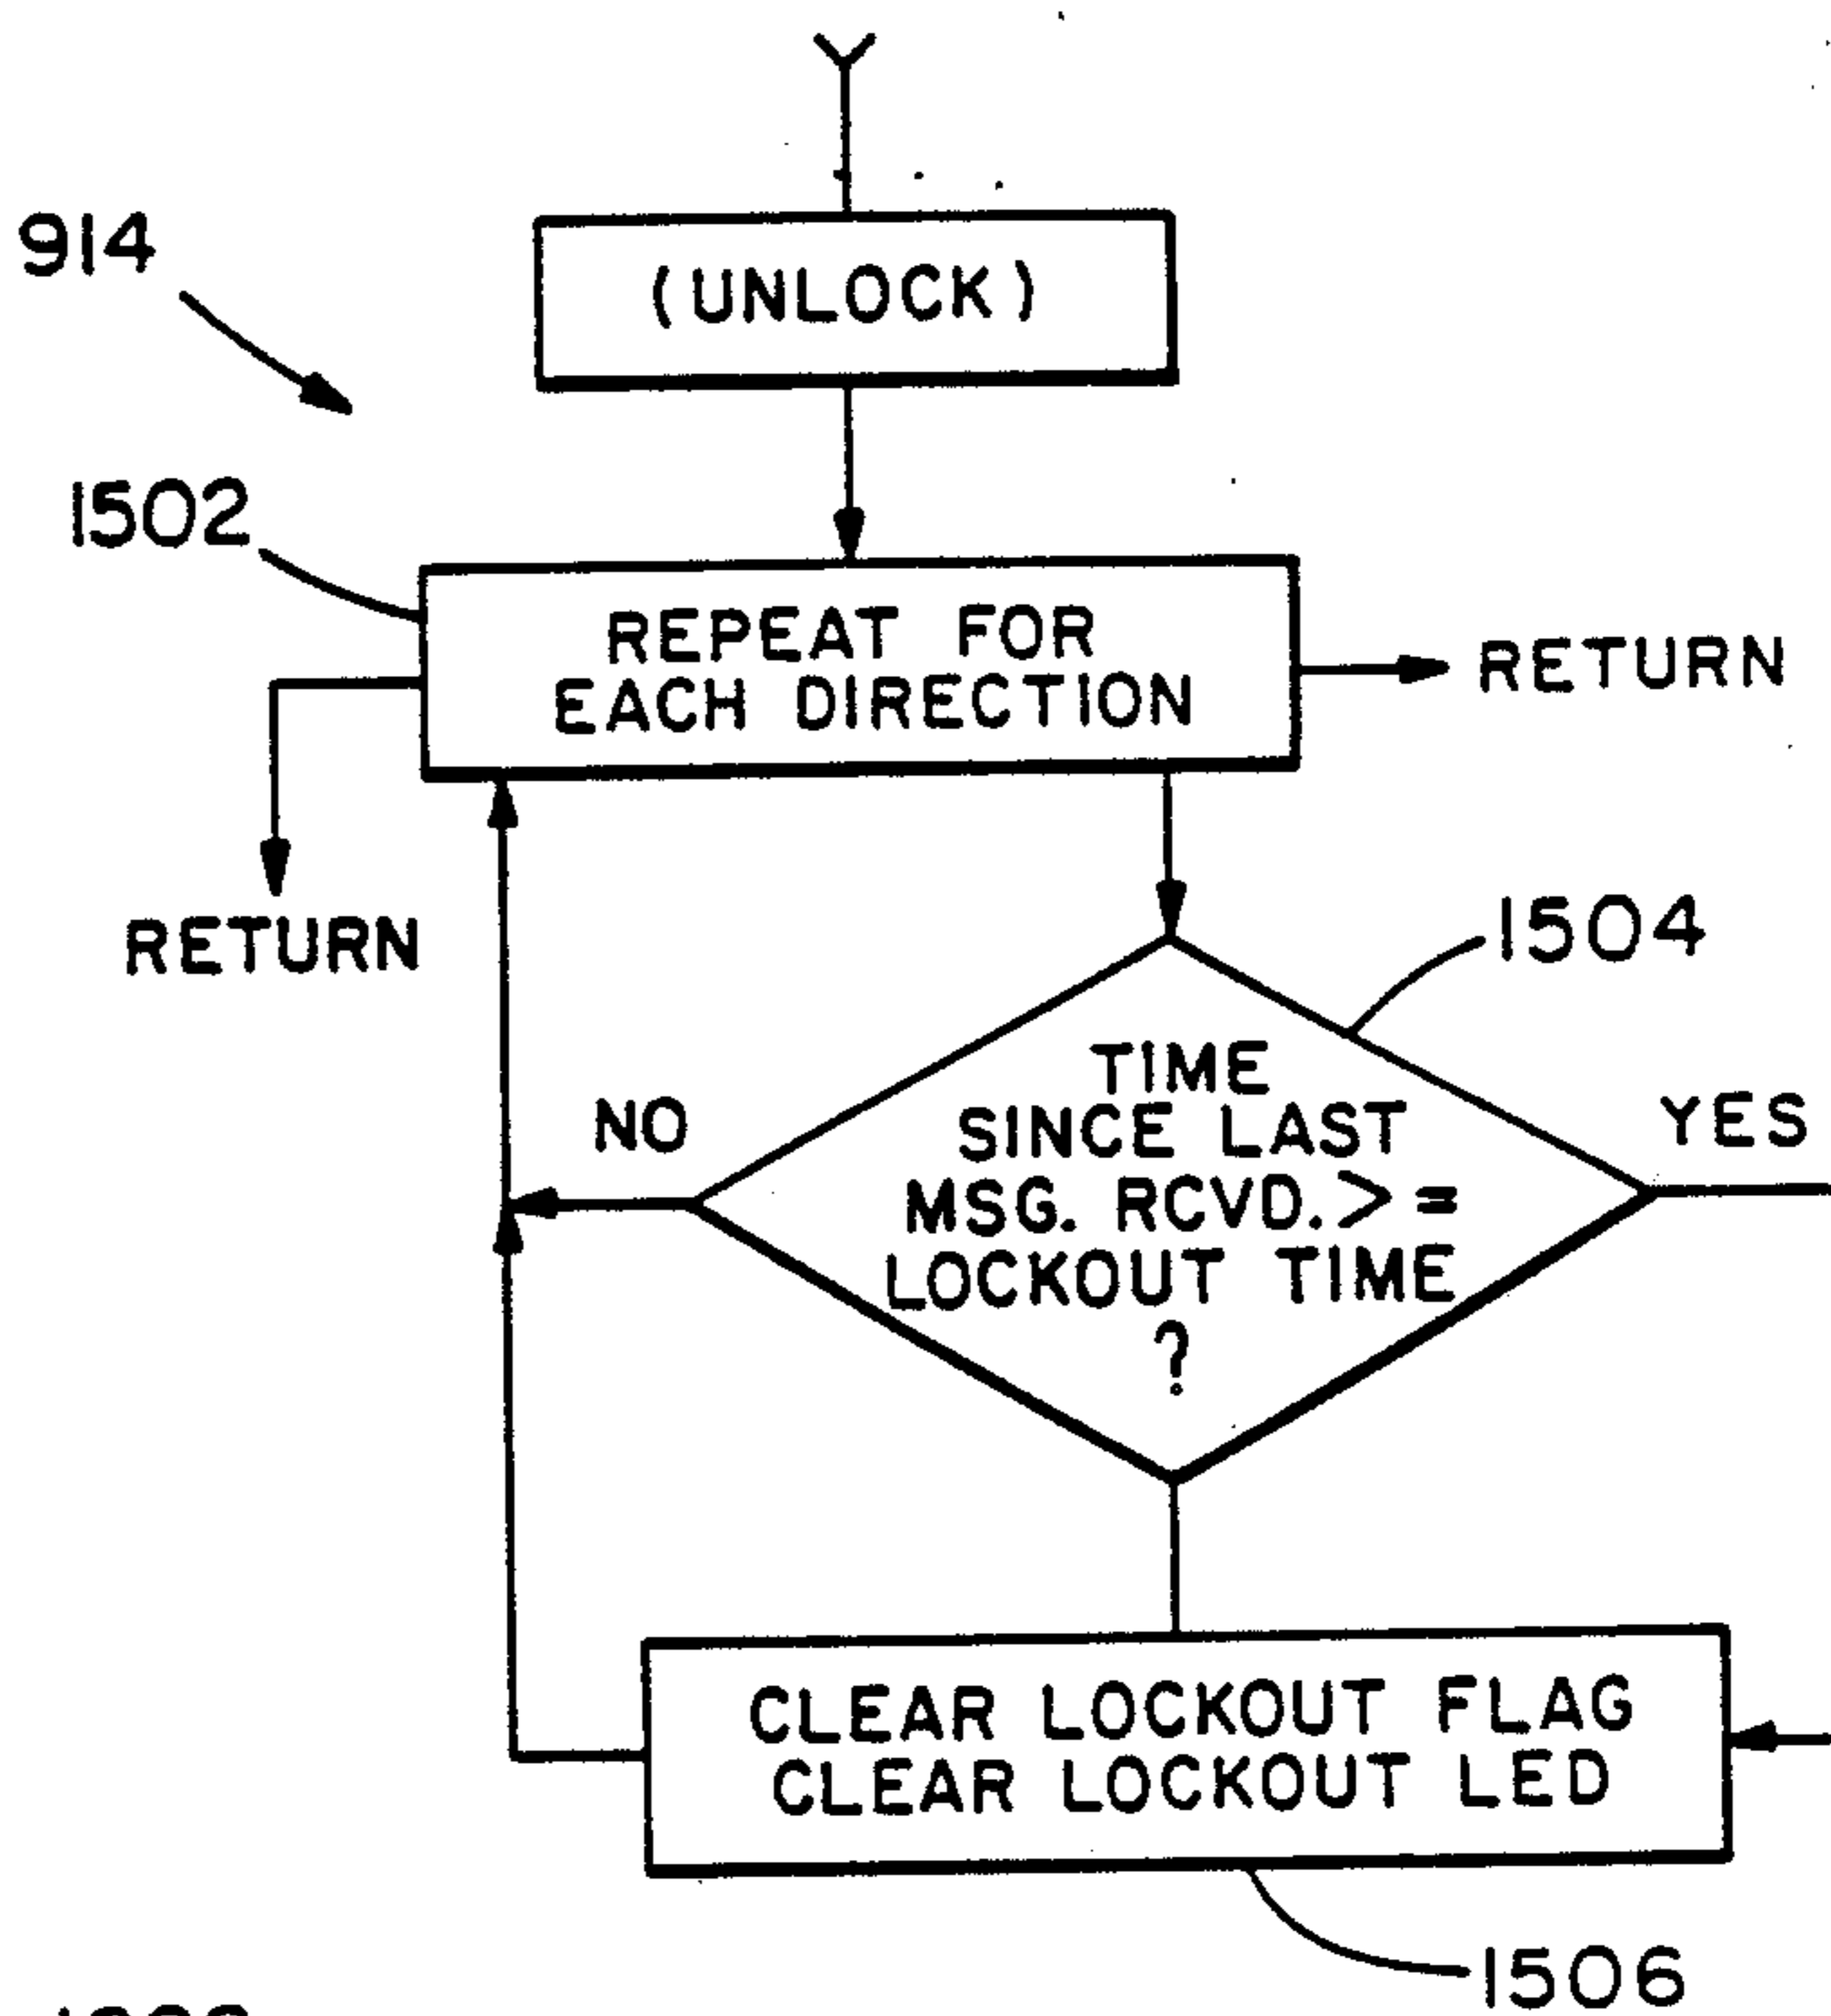 914
(UNLOCK)
1502
REPEAT FOR
EACH DIRECTION
RETURN
RETURN
1504
TIME
SINCE LAST
MSG. RCVD. >=
LOCKOUT TIME
?
NO
YES
CLEAR LOCKOUT FLAG
CLEAR LOCKOUT LED
1506